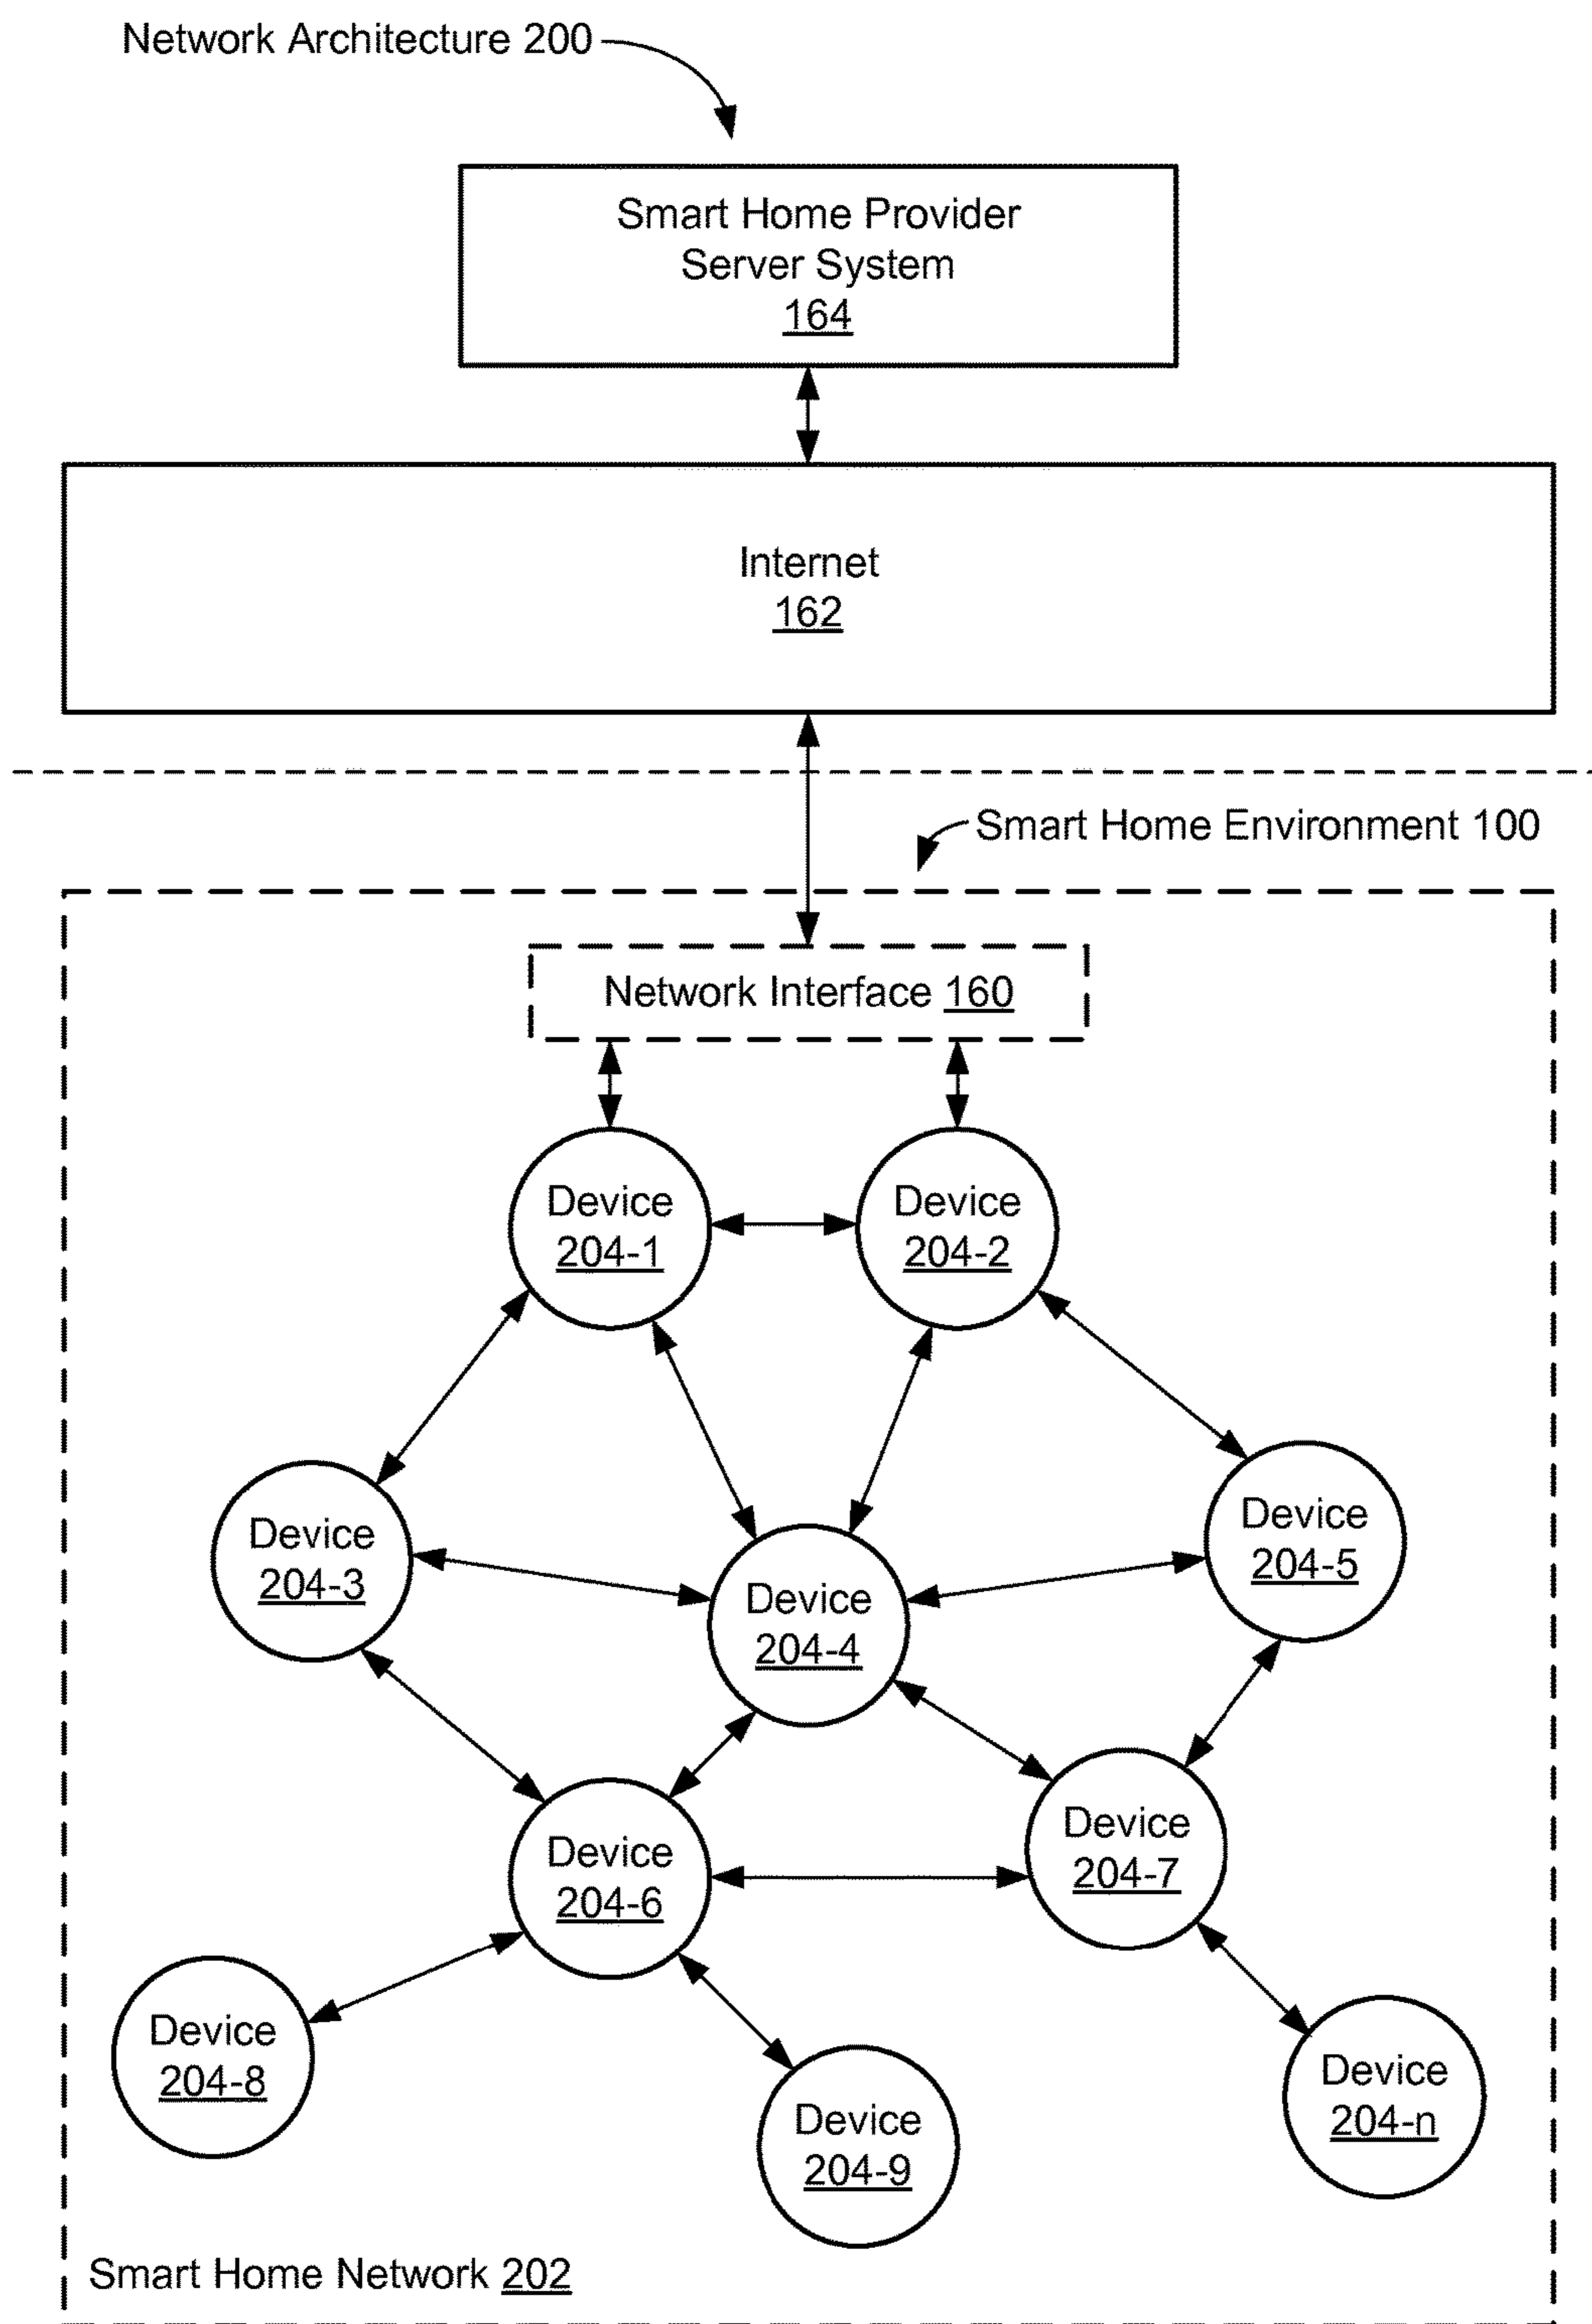 Network Architecture 200
Smart Home Provider
Server System
164
Internet
162
Smart Home Environment 100
Network Interface 160
Device
204-1
Device
204-2
Device
204-3
Device
204-4
Device
204-5
Device
204-6
Device
204-7
Device
204-8
Device
204-9
Device
204-n
Smart Home Network 202